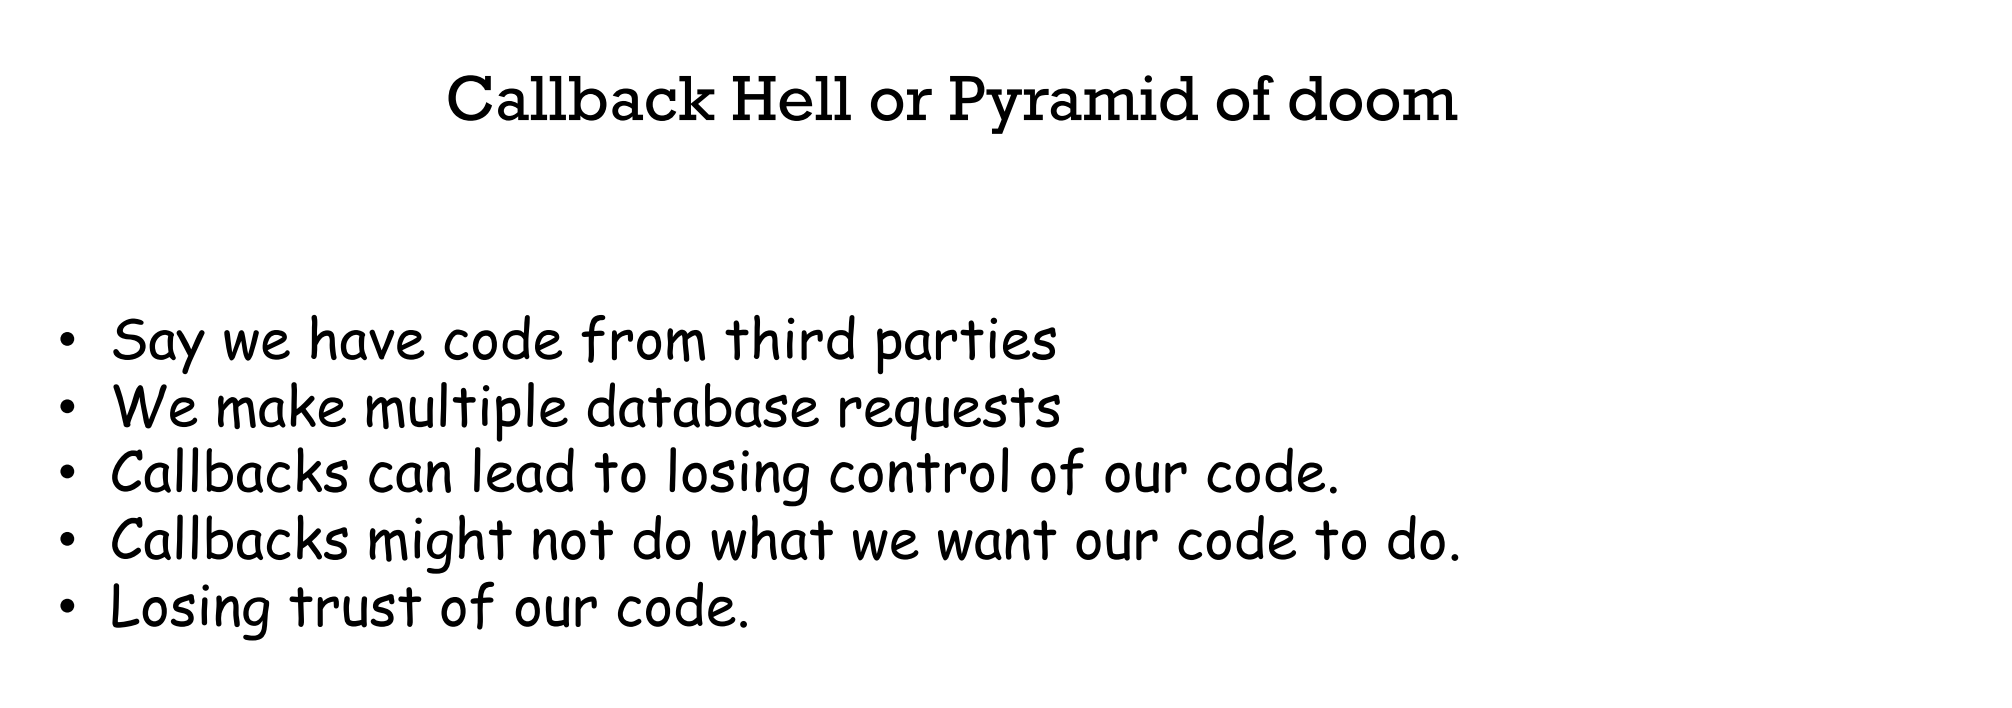 Callback Hell or Pyramid of doom
• Say we have code from third parties
• We make multiple database requests
• Callbacks can lead to losing control of our code.
• Callbacks might not do what we want our code to do.
• Losing trust of our code.